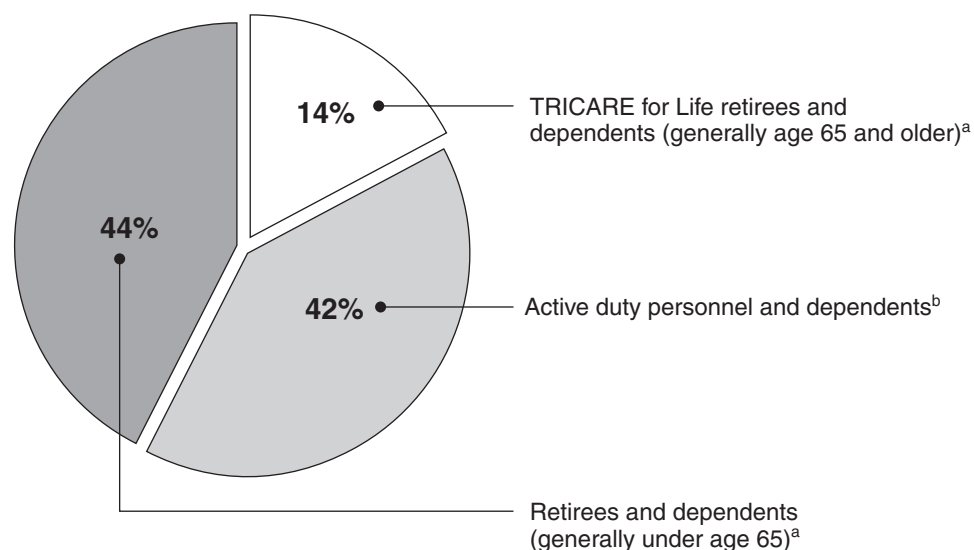 14%
TRICARE for Life retirees and
dependents (generally age 65 and older)a
44%
42%
Active duty personnel and dependentsb
Retirees and dependents
(generally under age 65)a